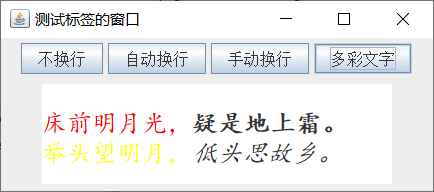 测试标签的窗口
不换行 自动换行 手动换行 多彩文字
床前明月光，疑是地上霜。
举头望明月，低头思故乡。